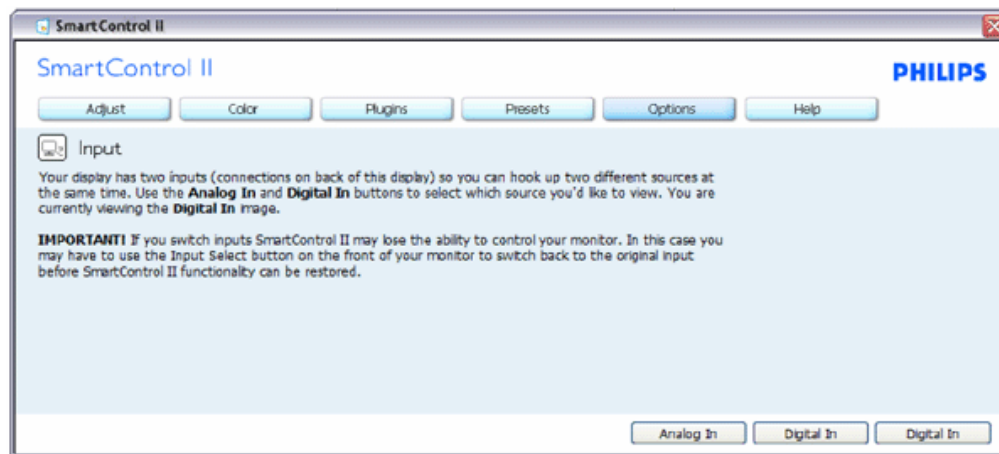 SmartControl II
SmartControl II
PHILIPS
Adjust
Color
Plugins
Presets
Options
Help
Input
Your display has two inputs (connections on back of this display) so you can hook up two different sources at
the same time. Use the Analog In and Digital In buttons to select which source you'd like to view. You are
currently viewing the Digital In image.
IMPORTANT! If you switch inputs SmartControl II may lose the ability to control your monitor. In this case you
may have to use the Input Select button on the front of your monitor to switch back to the original input
before SmartControl II functionality can be restored.
Analog In
Digital In
Digital In